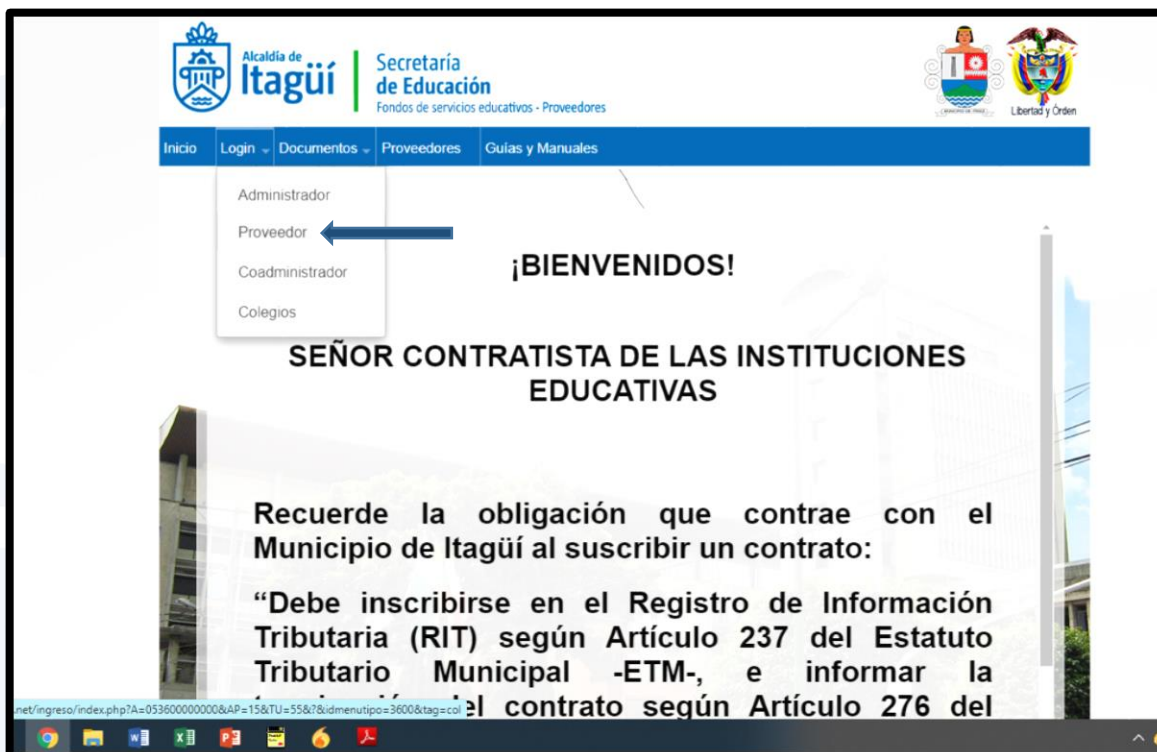 Alcaldía de
Itagüí
Secretaría
de Educación
Fondos de servicios educativos - Proveedores
Libertad y Órden
Inicio Login Documentos Proveedores Guías y Manuales
Administrador
Proveedor
Coadministrador
Colegios
¡BIENVENIDOS!
SEÑOR CONTRATISTA DE LAS INSTITUCIONES
EDUCATIVAS
Recuerde la obligación que contrae con el
Municipio de Itagüí al suscribir un contrato:
“Debe inscribirse en el Registro de Información
Tributaria (RIT) según Artículo 237 del Estatuto
Tributario Municipal -ETM-, e informar la
el contrato según Artículo 276 del
.net/ingreso/index.php?A=053600000000&AP=15&TU=55&?&idmenutipo=3600&tag=col